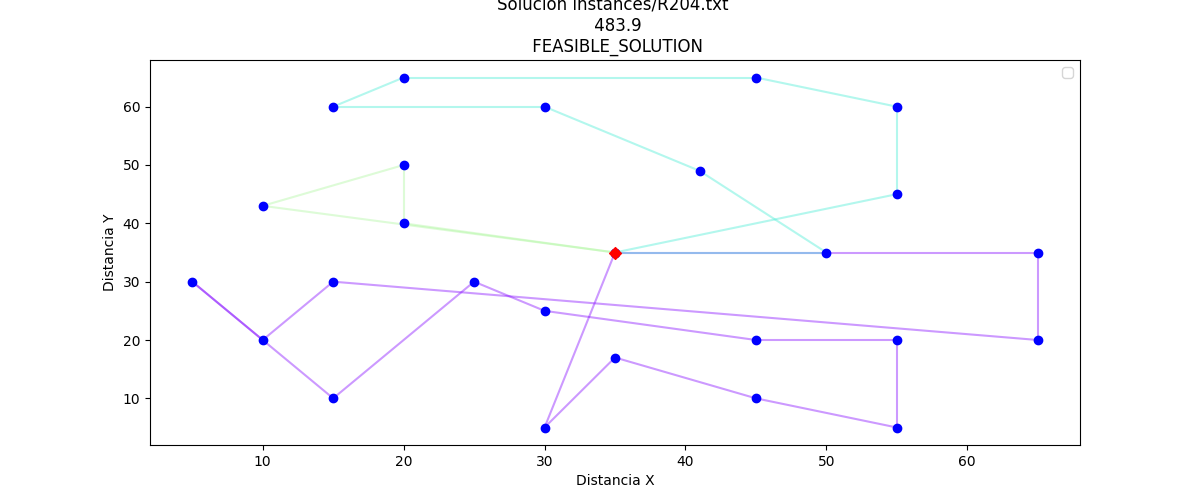 Solucion instances/R204.txt
483.9
FEASIBLE_SOLUTION
Distancia Y
60
50
40
30
20
10
10 20 30 40 50 60
Distancia X